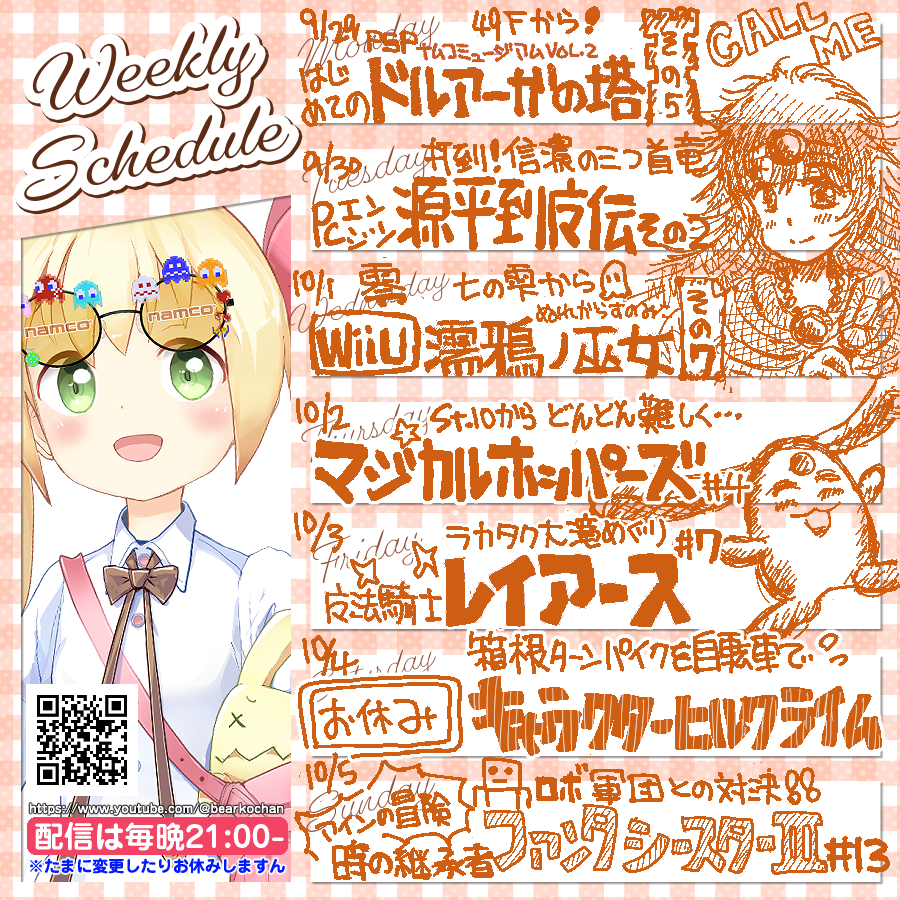 Weekly
Schedule
namco
namco
https://www.youtube.com/@bearkochan
配信は毎晩21:00-
※たまに変更したりお休みしますん
CALL
ME
9/29 Monday 49Fから!
PSP ナムコミュージアムVOL.2
はじめての ドルアーガの塔 その5
9/30 Tuesday 打倒!信濃の三つ首竜
PCエンジン 源平討魔伝 その2
10/1 Wednesday 零 七の雫から
ぬれがらすのみこ
WiiU 濡鴉ノ巫女 その7
10/2 Thursday St.10から どんどん難しく…
マジカルホッパーズ #4
10/3 Friday ラカタク大滝めぐり #7
魔法騎士 レイアース
10/4 Saturday 箱根ターンパイクを自転車で
お休み キャラクターヒルクライム
10/5 Sunday ロボ軍団との対決
アインの冒険
時の継承者 ファンタシースターIII #13